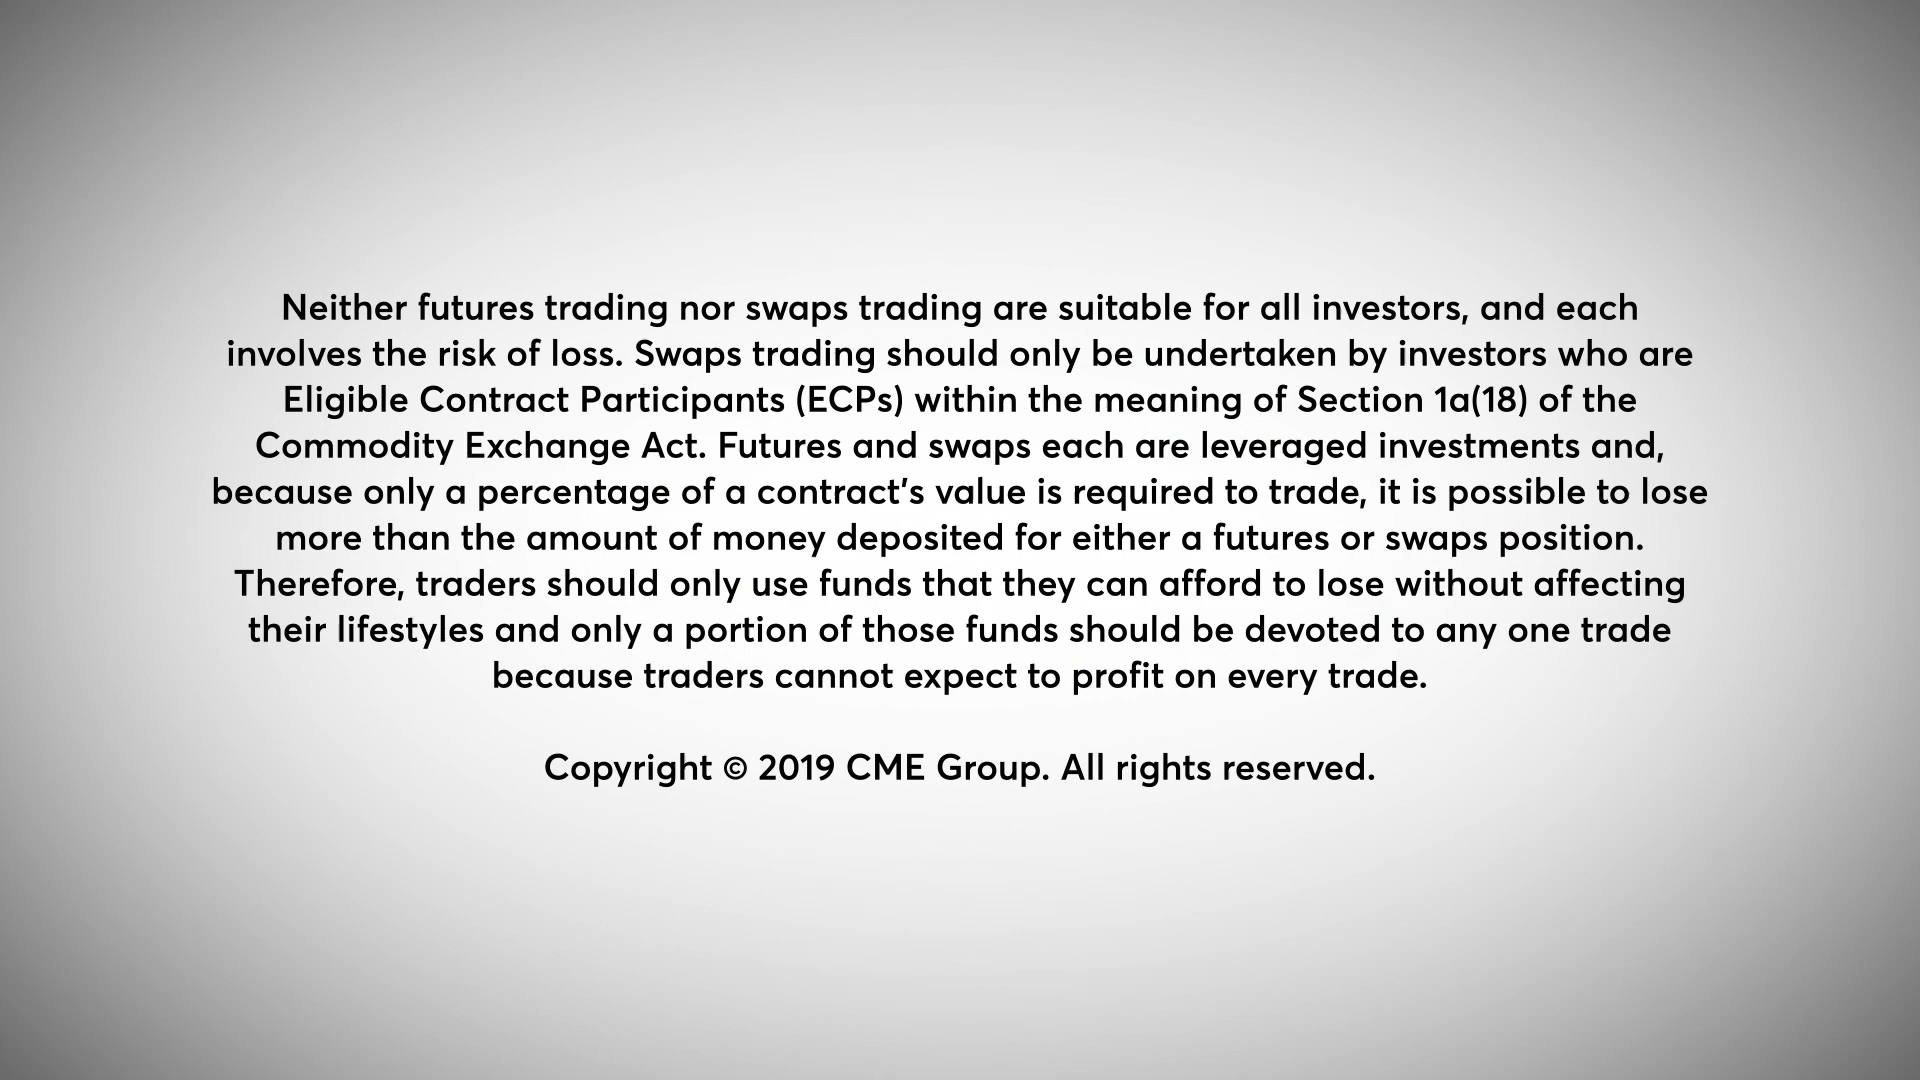 Neither futures trading nor swaps trading are suitable for all investors, and each
involves the risk of loss. Swaps trading should only be undertaken by investors who are
Eligible Contract Participants (ECPs) within the meaning of Section 1a(18) of the
Commodity Exchange Act. Futures and swaps each are leveraged investments and,
because only a percentage of a contract's value is required to trade, it is possible to lose
more than the amount of money deposited for either a futures or swaps position.
Therefore, traders should only use funds that they can afford to lose without affecting
their lifestyles and only a portion of those funds should be devoted to any one trade
because traders cannot expect to profit on every trade.
Copyright © 2019 CME Group. All rights reserved.